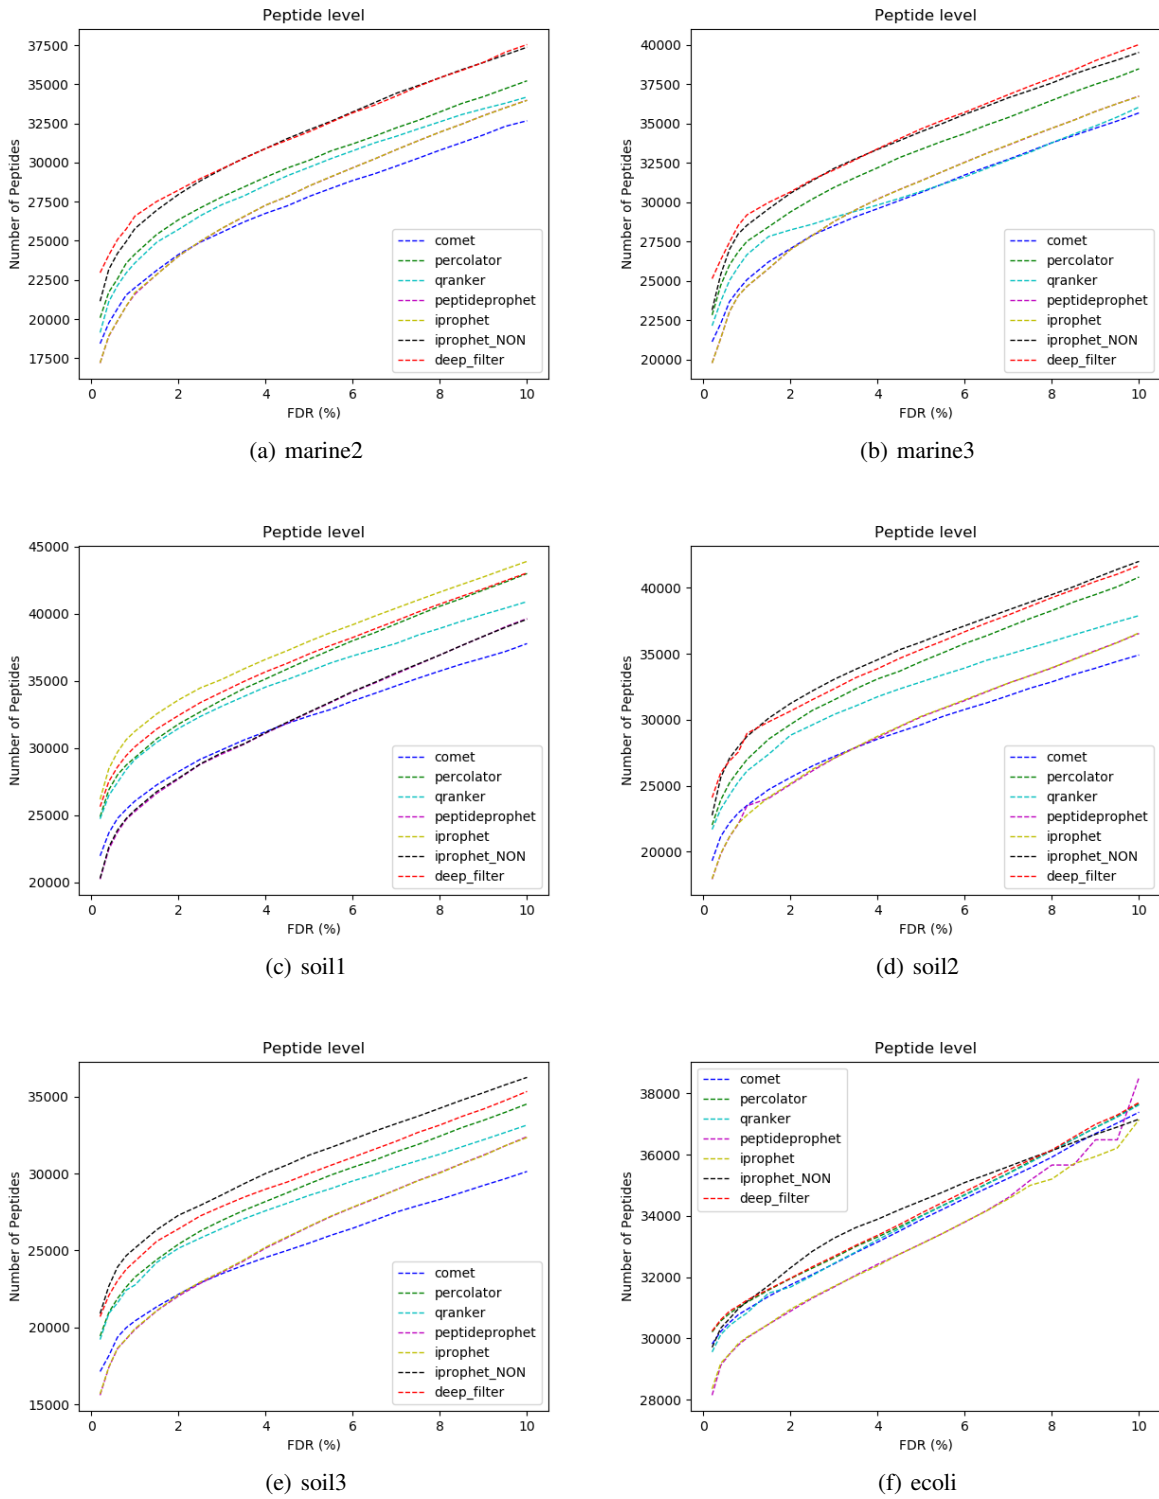 Peptide level
37500
35000
32500
30000
27500
25000
22500
20000
17500
Number of Peptides
comet
percolator
qranker
peptideprophet
iprophet
iprophet_NON
deep_filter
0 2 4 6 8 10
FDR (%)
(a) marine2
Peptide level
40000
37500
35000
32500
30000
27500
25000
22500
20000
Number of Peptides
comet
percolator
qranker
peptideprophet
iprophet
iprophet_NON
deep_filter
0 2 4 6 8 10
FDR (%)
(b) marine3
Peptide level
45000
40000
35000
30000
25000
20000
Number of Peptides
comet
percolator
qranker
peptideprophet
iprophet
iprophet_NON
deep_filter
0 2 4 6 8 10
FDR (%)
(c) soil1
Peptide level
40000
35000
30000
25000
20000
Number of Peptides
comet
percolator
qranker
peptideprophet
iprophet
iprophet_NON
deep_filter
0 2 4 6 8 10
FDR (%)
(d) soil2
Peptide level
35000
30000
25000
20000
15000
Number of Peptides
comet
percolator
qranker
peptideprophet
iprophet
iprophet_NON
deep_filter
0 2 4 6 8 10
FDR (%)
(e) soil3
Peptide level
38000
36000
34000
32000
30000
28000
Number of Peptides
comet
percolator
qranker
peptideprophet
iprophet
iprophet_NON
deep_filter
0 2 4 6 8 10
FDR (%)
(f) ecoli